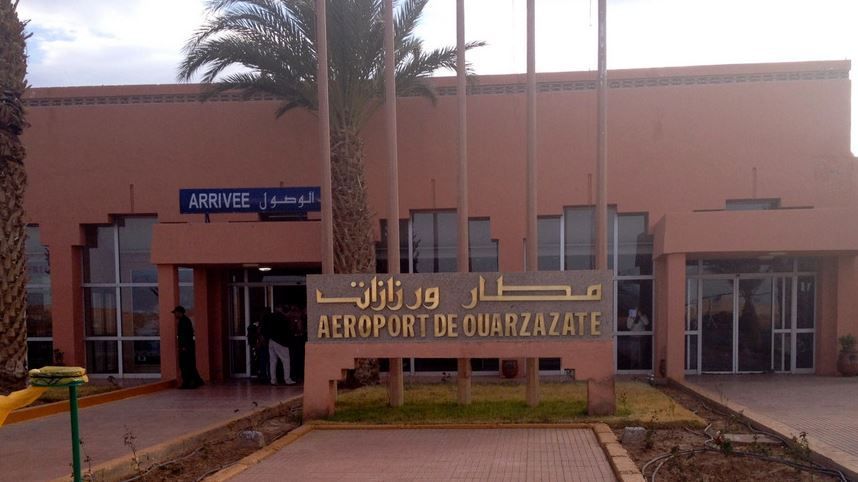 ARRIVEE الوصول
مطار ورزازات
AEROPORT DE OUARZAZATE